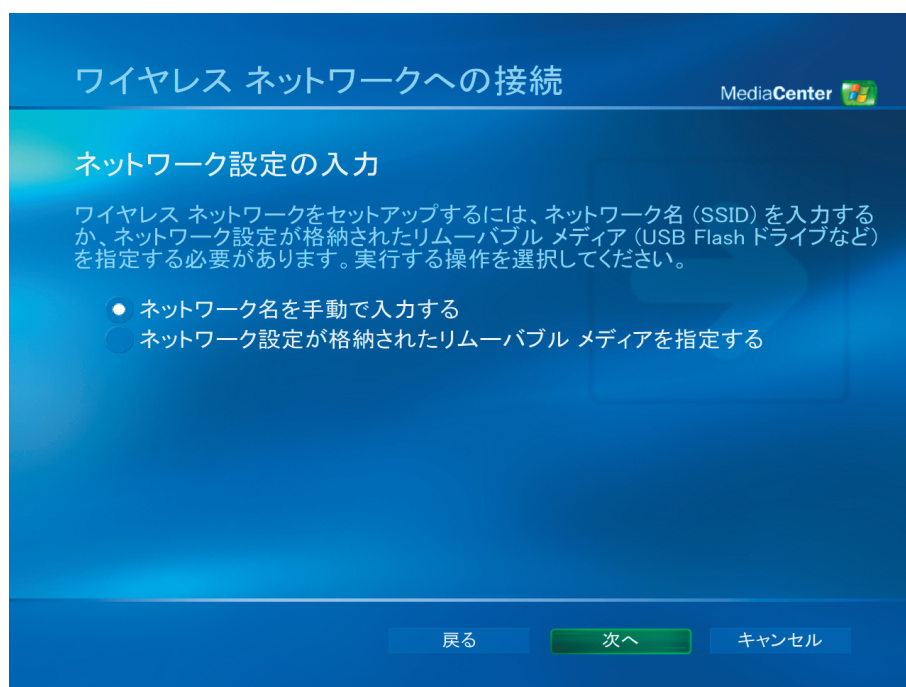 ワイヤレス ネットワークへの接続
MediaCenter
ネットワーク設定の入力
ワイヤレス ネットワークをセットアップするには、ネットワーク名 (SSID) を入力する
か、ネットワーク設定が格納されたリムーバブル メディア (USB Flash ドライブなど)
を指定する必要があります。実行する操作を選択してください。
ネットワーク名を手動で入力する
ネットワーク設定が格納されたリムーバブル メディアを指定する
戻る 次へ キャンセル